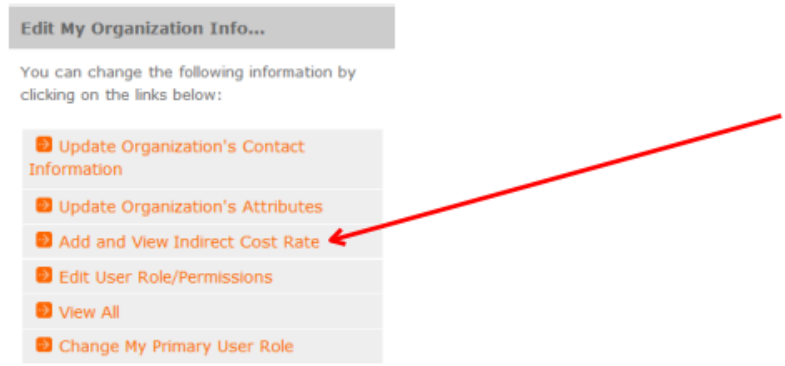 Edit My Organization Info...
You can change the following information by
clicking on the links below:
Update Organization's Contact
Information
Update Organization's Attributes
Add and View Indirect Cost Rate
Edit User Role/Permissions
View All
Change My Primary User Role